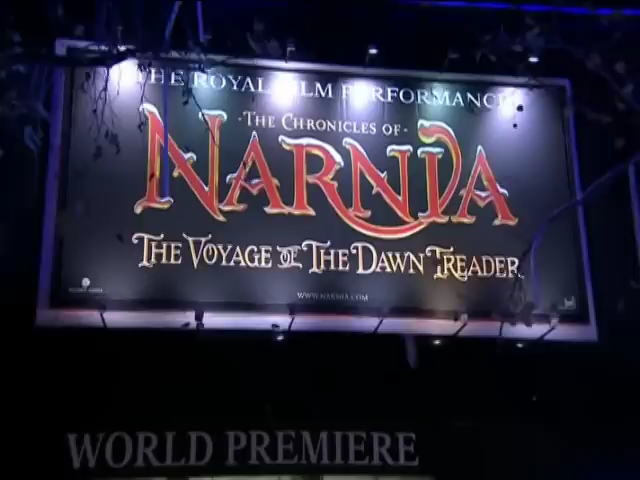 THE ROYAL FILM PERFORMANCE
-THE CHRONICLES OF-
NARNIA
THE VOYAGE OF THE DAWN TREADER
WWW.NARNIA.COM
WORLD PREMIERE